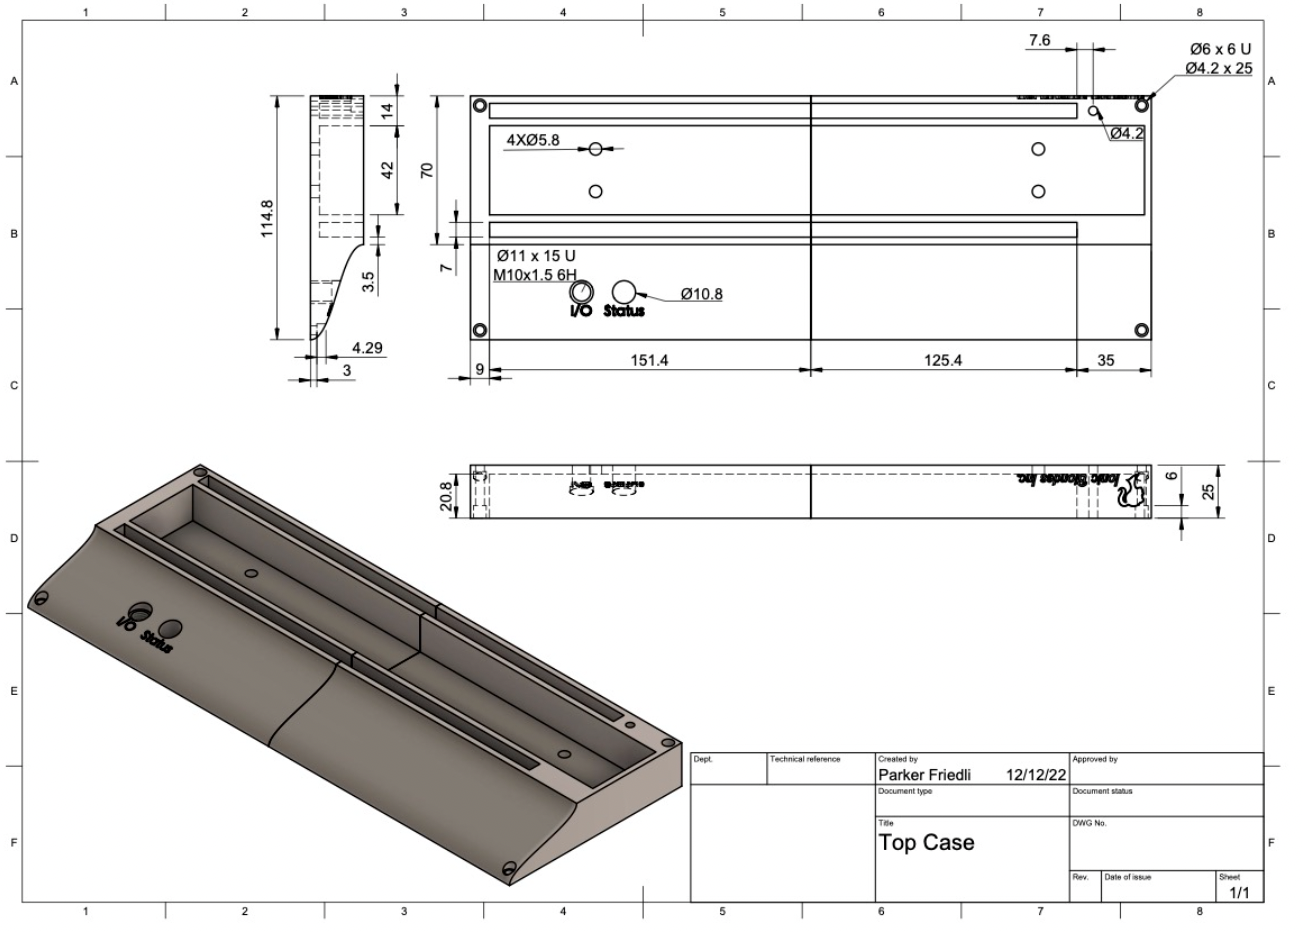 1 2 3 4 5 6 7 8
A A
B B
C C
D D
E E
F F
1 2 3 4 5 6 7 8
114.8
14
42
3.5
4.29
3
70
7
7.6
Ø6 x 6 U
Ø4.2 x 25
Ø4.2
4XØ5.8
Ø11 x 15 U
M10x1.5 6H
Ø10.8
I/O Status
9
151.4
125.4
35
20.8
Ionic Blondes Inc.
6
25
I/O Status
Dept.
Technical reference
Created by
Parker Friedli 12/12/22
Approved by
Document type
Document status
Title
Top Case
DWG No.
Rev.
Date of issue
Sheet
1/1